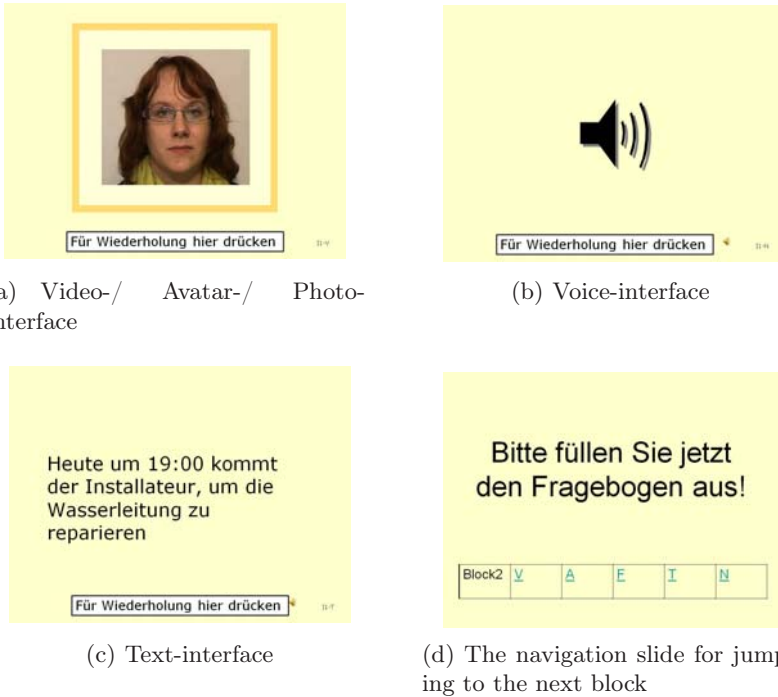 Für Wiederholung hier drücken
a) Video-/ Avatar-/ Photo-
nterface
Für Wiederholung hier drücken
(b) Voice-interface
Heute um 19:00 kommt
der Installateur, um die
Wasserleitung zu
reparieren
Für Wiederholung hier drücken
(c) Text-interface
Bitte füllen Sie jetzt
den Fragebogen aus!
Block2 V A F T N
(d) The navigation slide for jump
ing to the next block